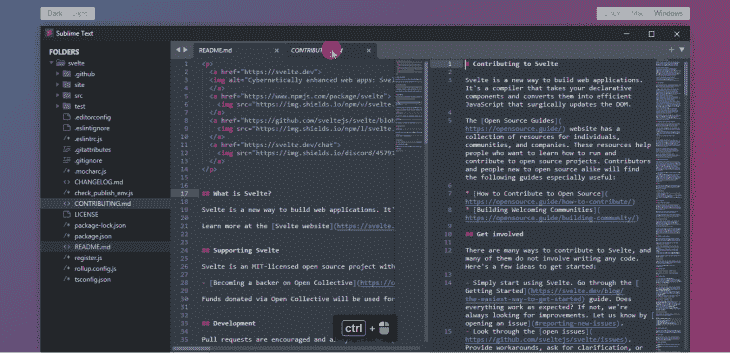 Dark Light
Linux Mac Windows
Sublime Text
FOLDERS
svelte
.github
site
src
test
.editorconfig
.eslintignore
.eslintrc.js
.gitattributes
.gitignore
.mocharc.js
CHANGELOG.md
check_publish_env.js
CONTRIBUTING.md
LICENSE
package-lock.json
package.json
README.md
register.js
rollup.config.js
tsconfig.json
README.md
CONTRIBU
1 <p>
2 <a href="https://svelte.dev">
3 <img alt="Cybernetically enhanced web apps: Svel
4 </a>
5 <a href="https://www.npmjs.com/package/svelte">
6 <img src="https://img.shields.io/npm/v/svelte.
7 </a>
8 <a href="https://github.com/sveltejs/svelte/blob
9 <img src="https://img.shields.io/npm/l/svelte.
10 </a>
11 <a href="https://svelte.dev/chat">
12 <img src="https://img.shields.io/discord/45791
13 </a>
14 </p>
15
16
17 ## What is Svelte?
18
19 Svelte is a new way to build web applications. It
20
21 Learn more at the [Svelte website](https://svelte.
22
23
24 ## Supporting Svelte
25
26 Svelte is an MIT-licensed open source project with
27
28 - [Becoming a backer on Open Collective](https://o
29
30 Funds donated via Open Collective will be used for
31
32
33 ## Development
34
35 Pull requests are encouraged and a
1 # Contributing to Svelte
2
3 Svelte is a new way to build web applications.
It's a compiler that takes your declarative
components and converts them into efficient
JavaScript that surgically updates the DOM.
4
5 The [Open Source Guides](
https://opensource.guide/) website has a
collection of resources for individuals,
communities, and companies. These resources help
people who want to learn how to run and
contribute to open source projects. Contributors
and people new to open source alike will find
the following guides especially useful:
6
7 * [How to Contribute to Open Source](
https://opensource.guide/how-to-contribute/)
8 * [Building Welcoming Communities](
https://opensource.guide/building-community/)
9
10 ## Get involved
11
12 There are many ways to contribute to Svelte, and
many of them do not involve writing any code.
Here's a few ideas to get started:
13
14 - Simply start using Svelte. Go through the [
Getting Started](https://svelte.dev/blog/
the-easiest-way-to-get-started) guide. Does
everything work as expected? If not, we're
always looking for improvements. Let us know by [
opening an issue](#reporting-new-issues).
15 - Look through the [open issues](
https://github.com/sveltejs/svelte/issues).
Provide workarounds, ask for clarification, or
ctrl +